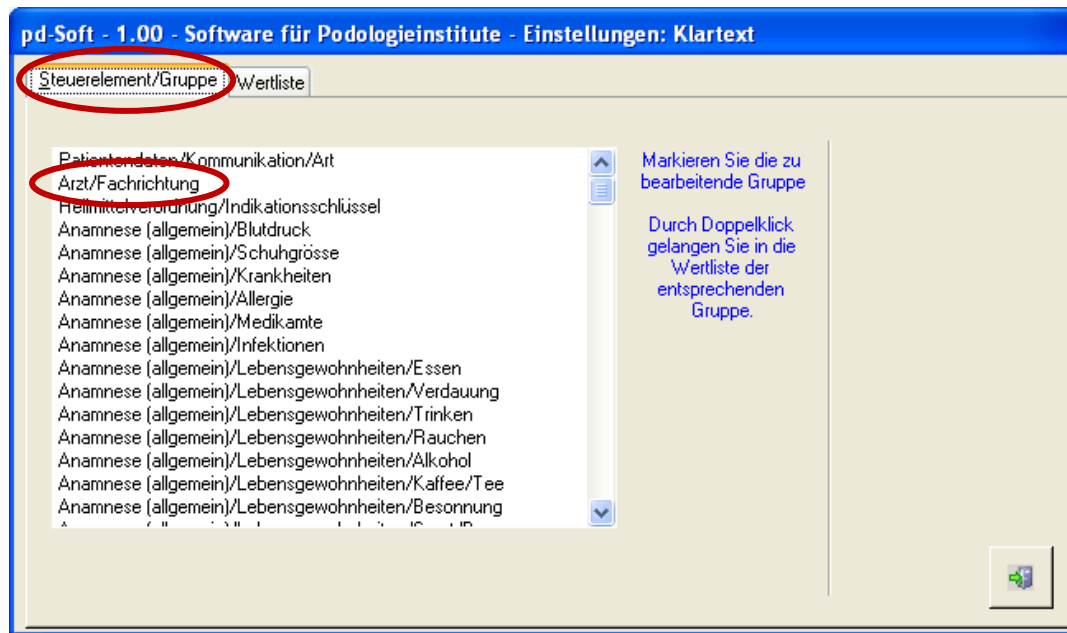 pd-Soft - 1.00 - Software für Podologieinstitute - Einstellungen: Klartext
Steuerelement/Gruppe
Wertliste
Patientendaten/Kommunikation/Art
Arzt/Fachrichtung
Heilmittelverordnung/Indikationsschlüssel
Anamnese (allgemein)/Blutdruck
Anamnese (allgemein)/Schuhgrösse
Anamnese (allgemein)/Krankheiten
Anamnese (allgemein)/Allergie
Anamnese (allgemein)/Medikamte
Anamnese (allgemein)/Infektionen
Anamnese (allgemein)/Lebensgewohnheiten/Essen
Anamnese (allgemein)/Lebensgewohnheiten/Verdauung
Anamnese (allgemein)/Lebensgewohnheiten/Trinken
Anamnese (allgemein)/Lebensgewohnheiten/Rauchen
Anamnese (allgemein)/Lebensgewohnheiten/Alkohol
Anamnese (allgemein)/Lebensgewohnheiten/Kaffee/Tee
Anamnese (allgemein)/Lebensgewohnheiten/Besonnung
Markieren Sie die zu
bearbeitende Gruppe
Durch Doppelklick
gelangen Sie in die
Wertliste der
entsprechenden
Gruppe.